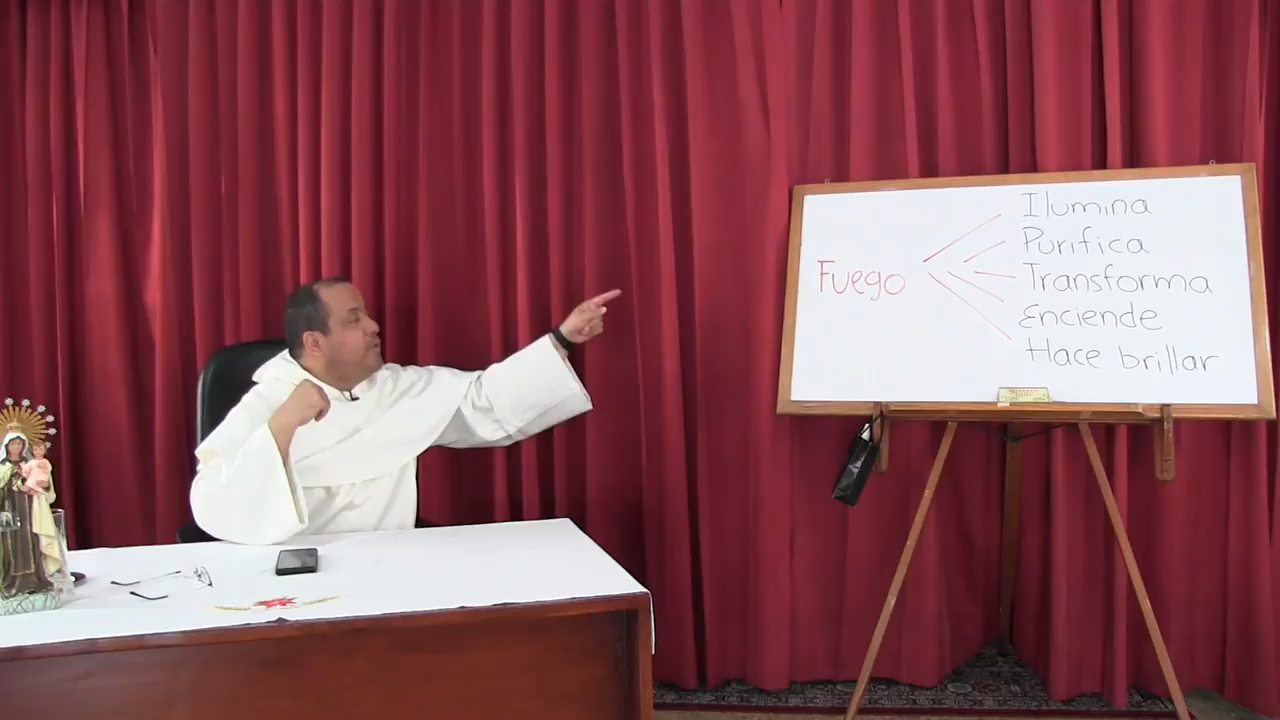 Fuego
Ilumina
Purifica
Transforma
Enciende
Hace brillar